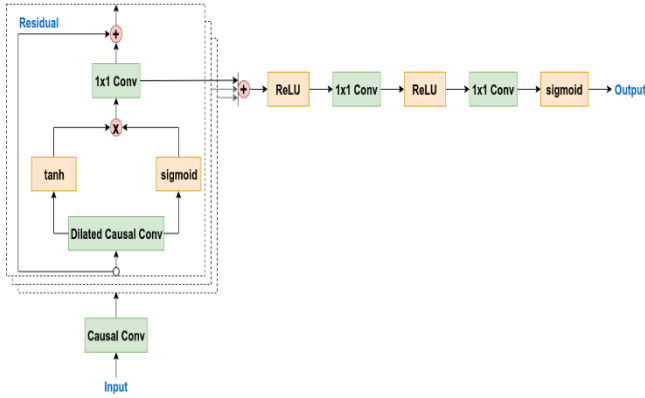 Residual
+
1x1 Conv
+
ReLU
1x1 Conv
ReLU
1x1 Conv
sigmoid
Output
x
tanh
sigmoid
Dilated Causal Conv
Causal Conv
Input